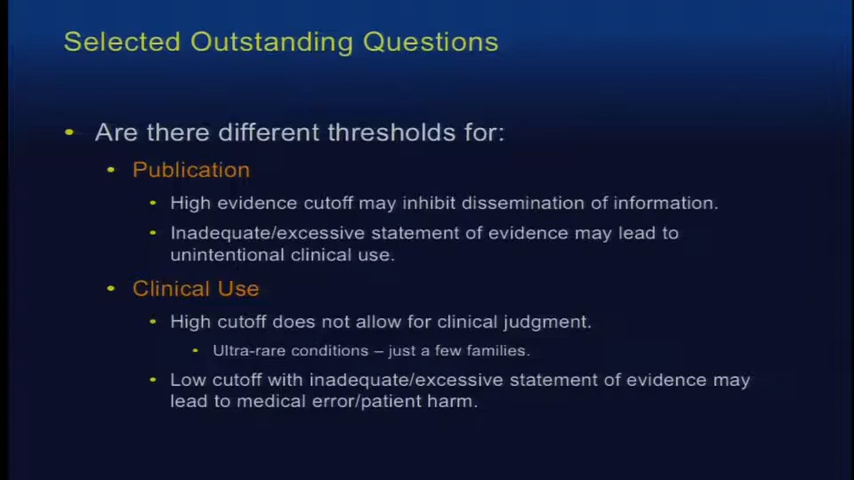 Selected Outstanding Questions
• Are there different thresholds for:
• Publication
• High evidence cutoff may inhibit dissemination of information.
• Inadequate/excessive statement of evidence may lead to
unintentional clinical use.
• Clinical Use
• High cutoff does not allow for clinical judgment.
• Ultra-rare conditions – just a few families.
• Low cutoff with inadequate/excessive statement of evidence may
lead to medical error/patient harm.